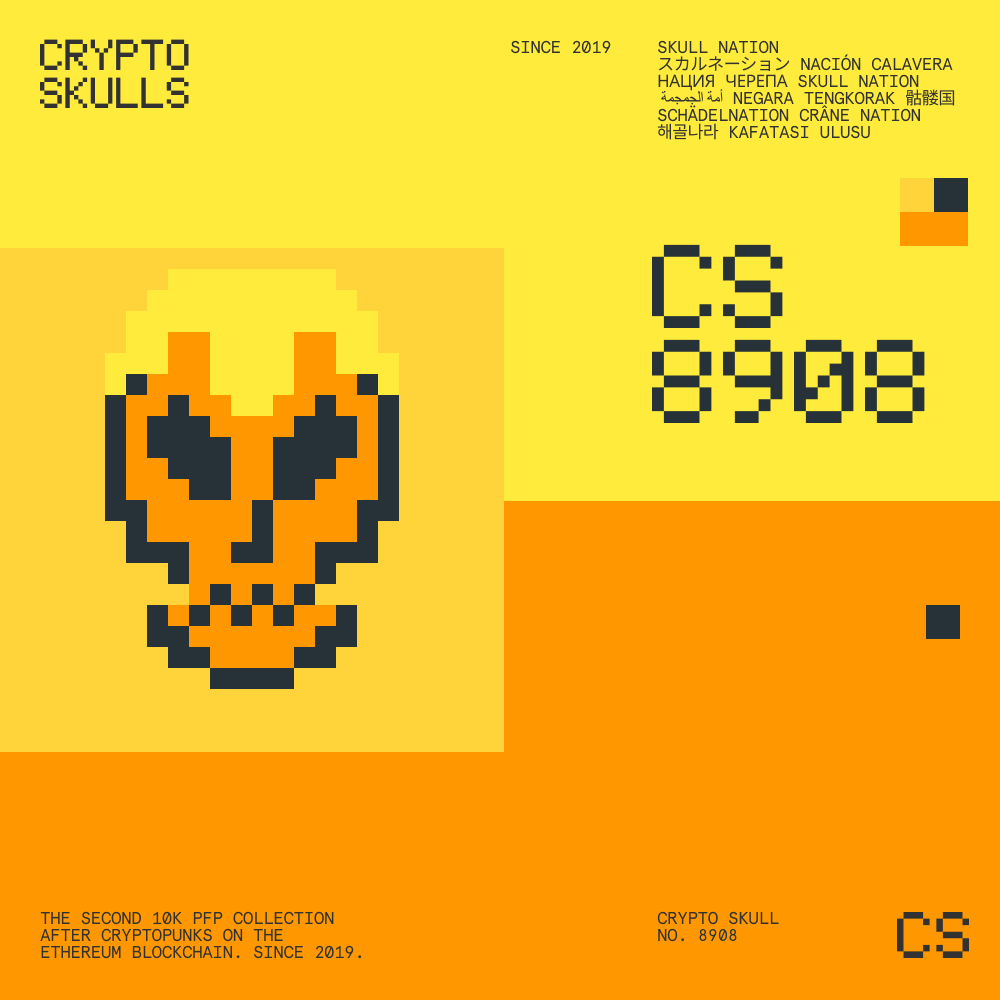 CRYPTO
SKULLS
SINCE 2019
SKULL NATION
スカルネーション NACIÓN CALAVERA
НАЦИЯ ЧЕРЕПА SKULL NATION
أمة الجمجمة NEGARA TENGKORAK 骷髅国
SCHÄDELNATION CRÂNE NATION
해골나라 KAFATASI ULUSU
CS
8908
THE SECOND 10K PFP COLLECTION
AFTER CRYPTOPUNKS ON THE
ETHEREUM BLOCKCHAIN. SINCE 2019.
CRYPTO SKULL
NO. 8908
CS